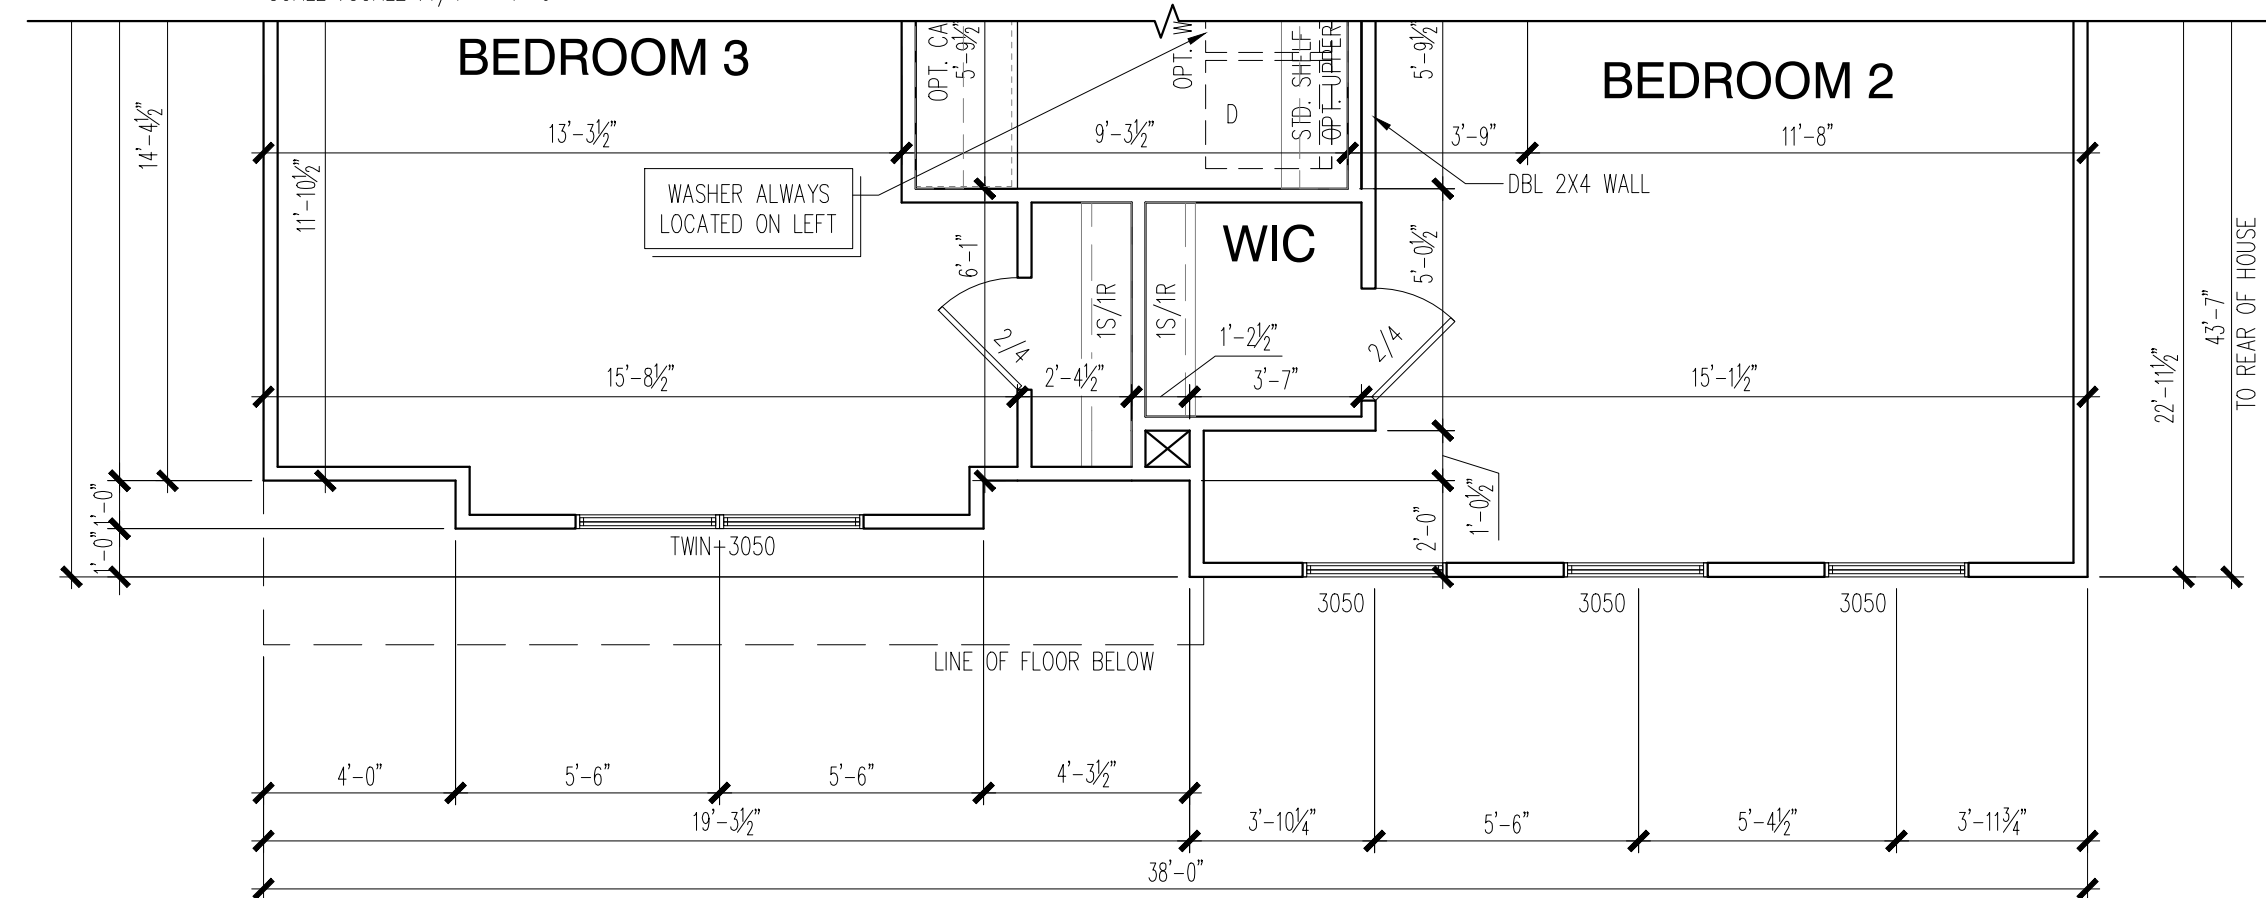 BEDROOM 3
OPT. CA
5'-9½"
OPT. W
STD. SHELF
OPT. UPPER
5'-9½"
BEDROOM 2
14'-4½"
13'-3½"
9'-3½"
D
3'-9"
11'-8"
11'-10½"
WASHER ALWAYS
LOCATED ON LEFT
DBL 2X4 WALL
6'-1"
WIC
5'-0½"
1S/1R
1S/1R
2/4
1'-2½"
2/4
15'-8½"
2'-4½"
3'-7"
15'-1½"
22'-11½"
43'-7"
TO REAR OF HOUSE
1'-0"
1'-0"
1'-0½"
2'-0"
TWIN-3050
3050
3050
3050
LINE OF FLOOR BELOW
4'-0"
5'-6"
5'-6"
4'-3½"
19'-3½"
3'-10¼"
5'-6"
5'-4½"
3'-11¾"
38'-0"